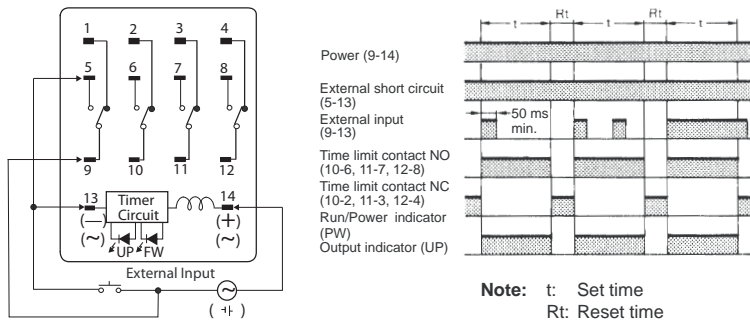 1 2 3 4
5 6 7 8
9 10 11 12
13 Timer Circuit 14
(—) (+)
(~) (~)
UP FW
External Input
(~)
t Rt t Rt t
Power (9-14)
External short circuit
(5-13)
External input
(9-13)
50 ms
min.
Time limit contact NO
(10-6, 11-7, 12-8)
Time limit contact NC
(10-2, 11-3, 12-4)
Run/Power indicator
(PW)
Output indicator (UP)
Note: t: Set time
Rt: Reset time